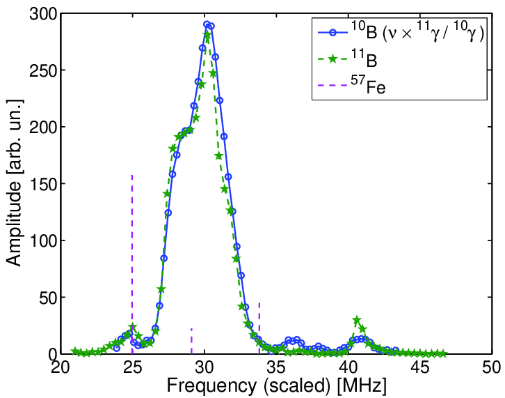 300
250
200
150
100
50
0
Amplitude [arb. un.]
¹⁰B (ν × ¹¹γ / ¹⁰γ)
¹¹B
⁵⁷Fe
20 25 30 35 40 45 50
Frequency (scaled) [MHz]